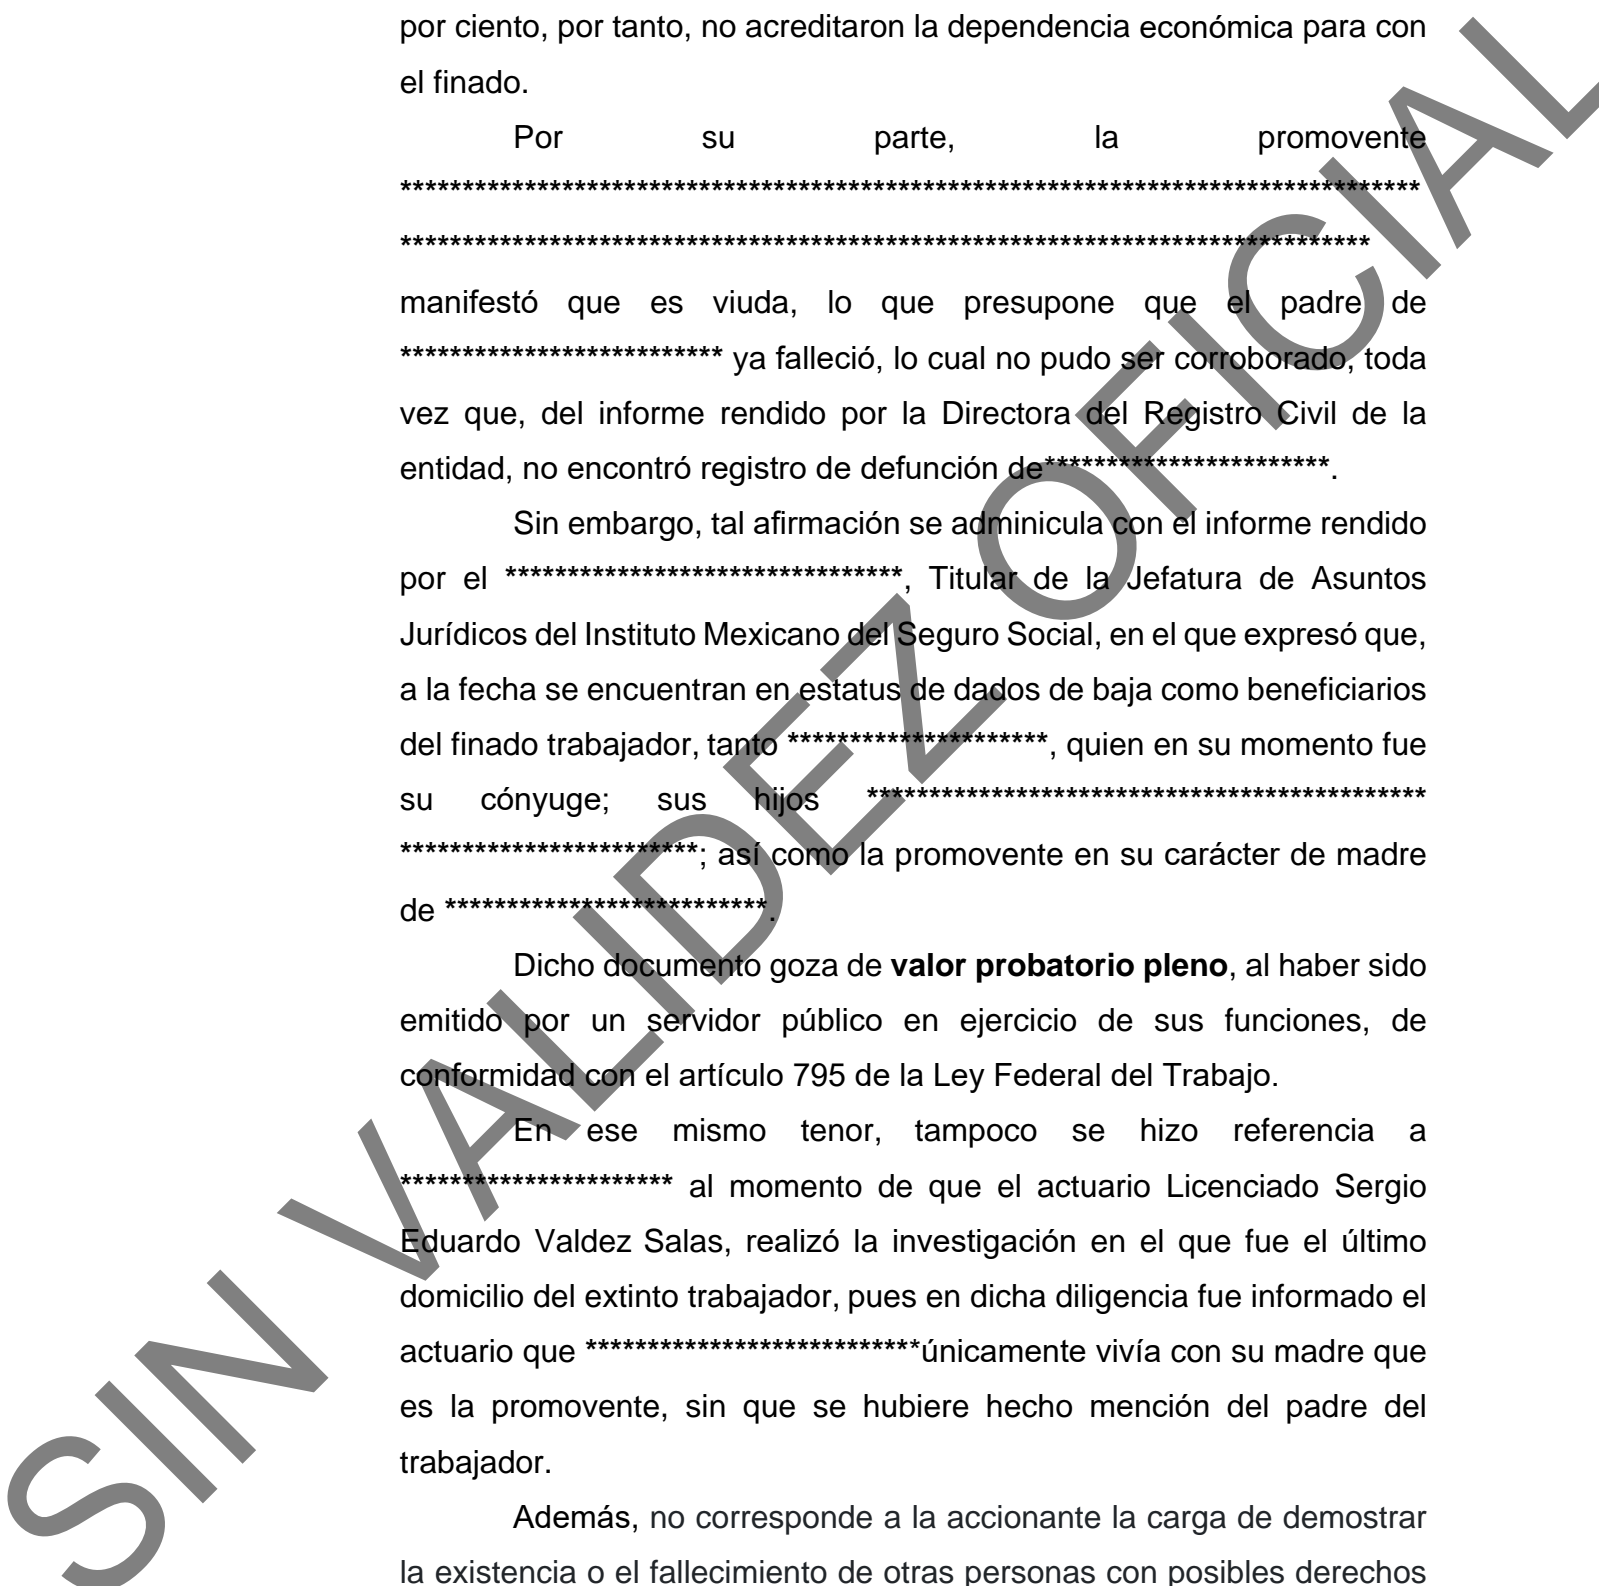 por ciento, por tanto, no acreditaron la dependencia económica para con
el finado.
Por su parte, la promovente
**********************************************************************************
******************************************************************************
manifestó que es viuda, lo que presupone que el padre de
************************** ya falleció, lo cual no pudo ser corroborado, toda
vez que, del informe rendido por la Directora del Registro Civil de la
entidad, no encontró registro de defunción de***********************.
Sin embargo, tal afirmación se adminicula con el informe rendido
por el ********************************, Titular de la Jefatura de Asuntos
Jurídicos del Instituto Mexicano del Seguro Social, en el que expresó que,
a la fecha se encuentran en estatus de dados de baja como beneficiarios
del finado trabajador, tanto *********************, quien en su momento fue
su cónyuge; sus hijos *********************************************
************************; así como la promovente en su carácter de madre
de **************************.
Dicho documento goza de valor probatorio pleno, al haber sido
emitido por un servidor público en ejercicio de sus funciones, de
conformidad con el artículo 795 de la Ley Federal del Trabajo.
En ese mismo tenor, tampoco se hizo referencia a
********************** al momento de que el actuario Licenciado Sergio
Eduardo Valdez Salas, realizó la investigación en el que fue el último
domicilio del extinto trabajador, pues en dicha diligencia fue informado el
actuario que ***************************únicamente vivía con su madre que
es la promovente, sin que se hubiere hecho mención del padre del
trabajador.
Además, no corresponde a la accionante la carga de demostrar
la existencia o el fallecimiento de otras personas con posibles derechos
SIN VALIDEZ OFICIAL